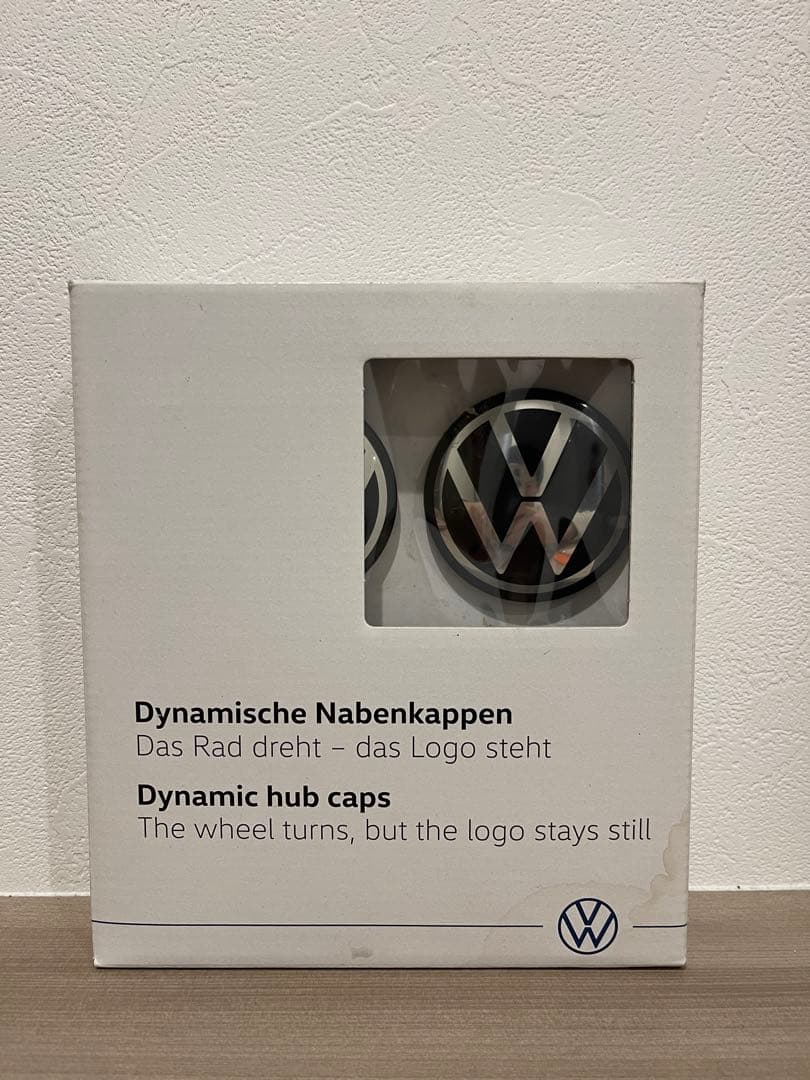 Dynamische Nabenkappen
Das Rad dreht – das Logo steht
Dynamic hub caps
The wheel turns, but the logo stays still